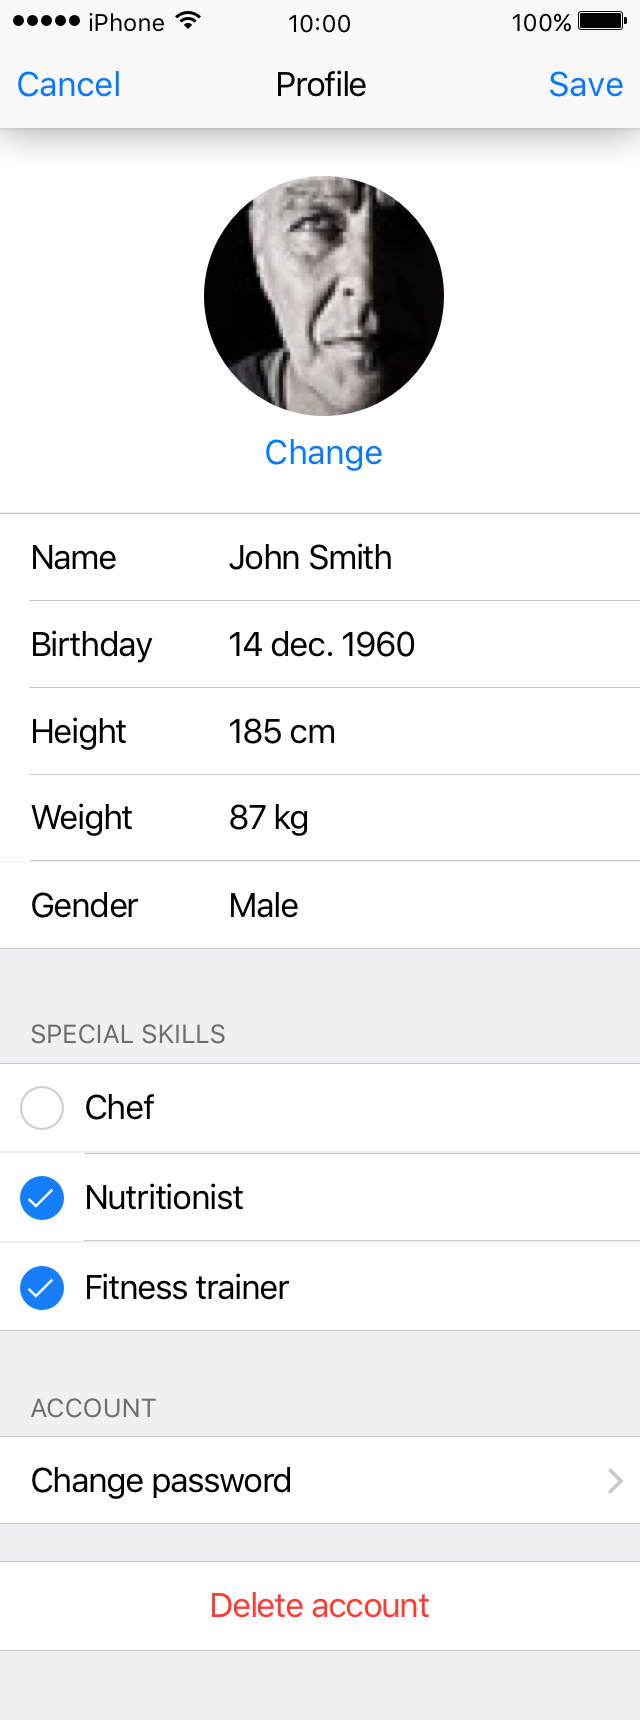 iPhone 10:00 100%
Cancel Profile Save
Change
Name John Smith
Birthday 14 dec. 1960
Height 185 cm
Weight 87 kg
Gender Male
SPECIAL SKILLS
Chef
Nutritionist
Fitness trainer
ACCOUNT
Change password
Delete account